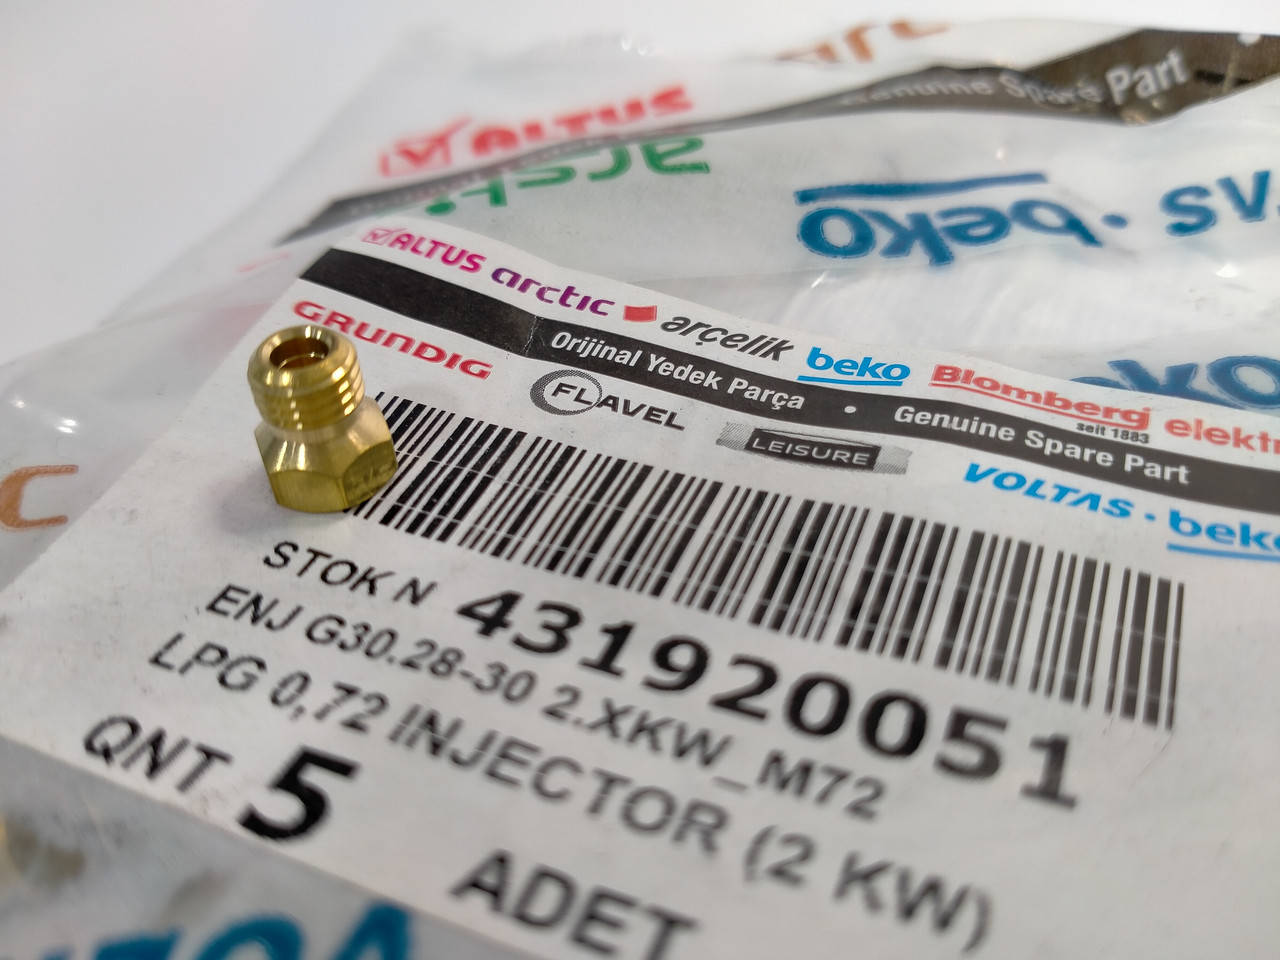 Genuine Spare Part
ALTUS
beko
ALTUS arctic arçelik beko Blomberg
seit 1883
Orijinal Yedek Parça • Genuine Spare Part
GRUNDIG FLAVEL LEISURE VOLTAS • beko
STOK N 4319200051
ENJ G30.28-30 2.XKW_M72
LPG 0,72 INJECTOR (2 KW)
QNT 5 ADET